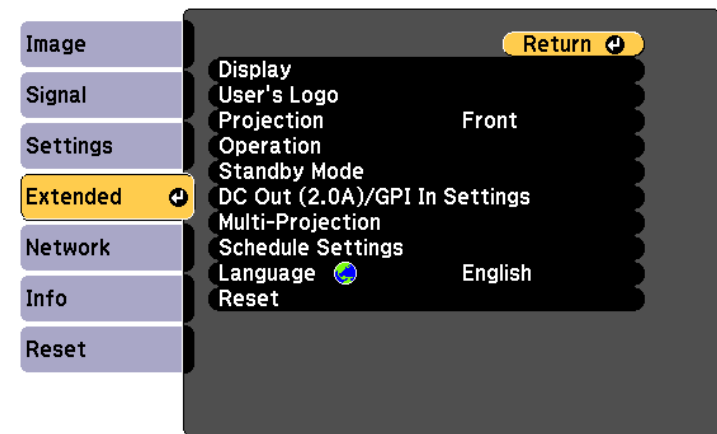 Image
Signal
Settings
Extended
Network
Info
Reset
Return
Display
User's Logo
Projection Front
Operation
Standby Mode
DC Out (2.0A)/GPI In Settings
Multi-Projection
Schedule Settings
Language English
Reset